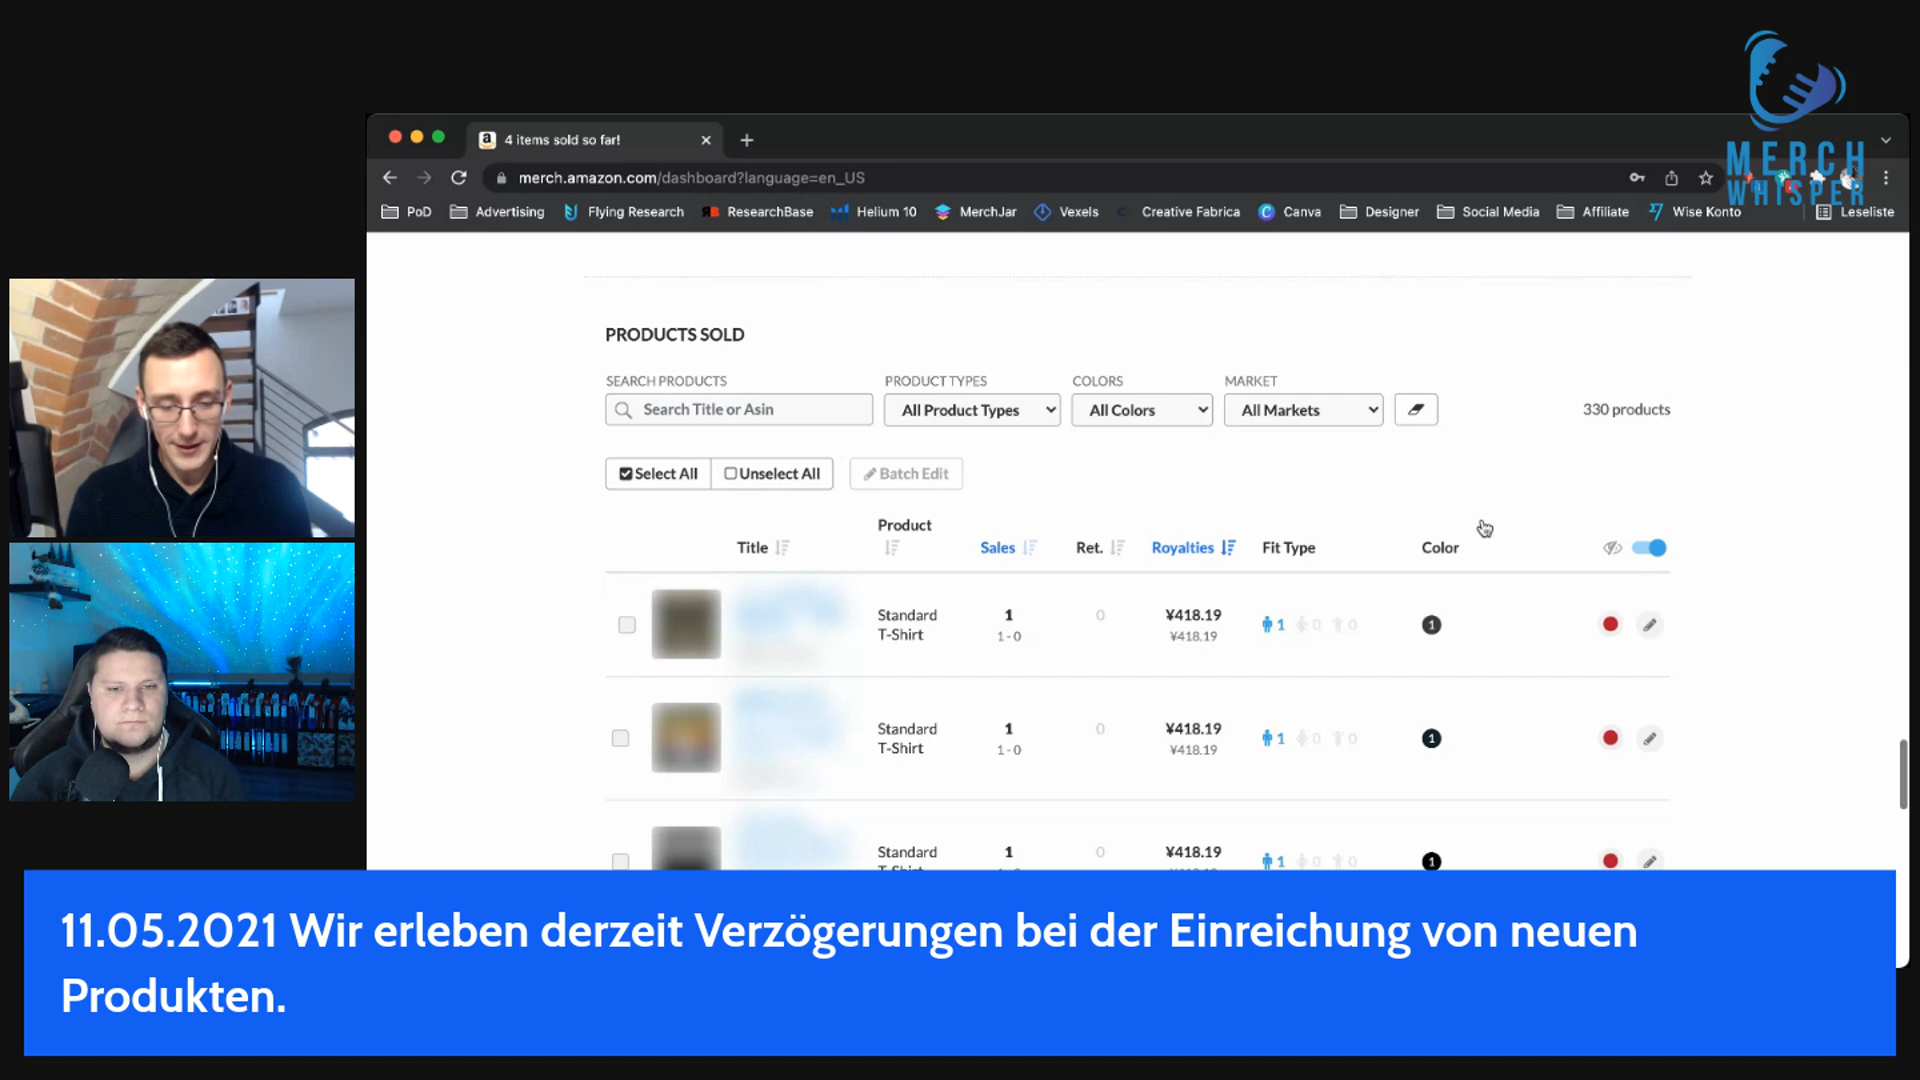 4 items sold so far!
merch.amazon.com/dashboard?language=en_US
PoD Advertising Flying Research ResearchBase Helium 10 MerchJar Vexels Creative Fabrica Canva Designer Social Media Affiliate Wise Konto Leseliste
MERCH
WHISPER
PRODUCTS SOLD
SEARCH PRODUCTS PRODUCT TYPES COLORS MARKET
Search Title or Asin All Product Types All Colors All Markets 330 products
Select All Unselect All Batch Edit
Title Product Sales Ret. Royalties Fit Type Color
Standard T-Shirt 1 0 ¥418.19 1 0 0 1
1 - 0 ¥418.19
Standard T-Shirt 1 0 ¥418.19 1 0 0 1
1 - 0 ¥418.19
Standard 1 0 ¥418.19 1 0 0 1
11.05.2021 Wir erleben derzeit Verzögerungen bei der Einreichung von neuen
Produkten.